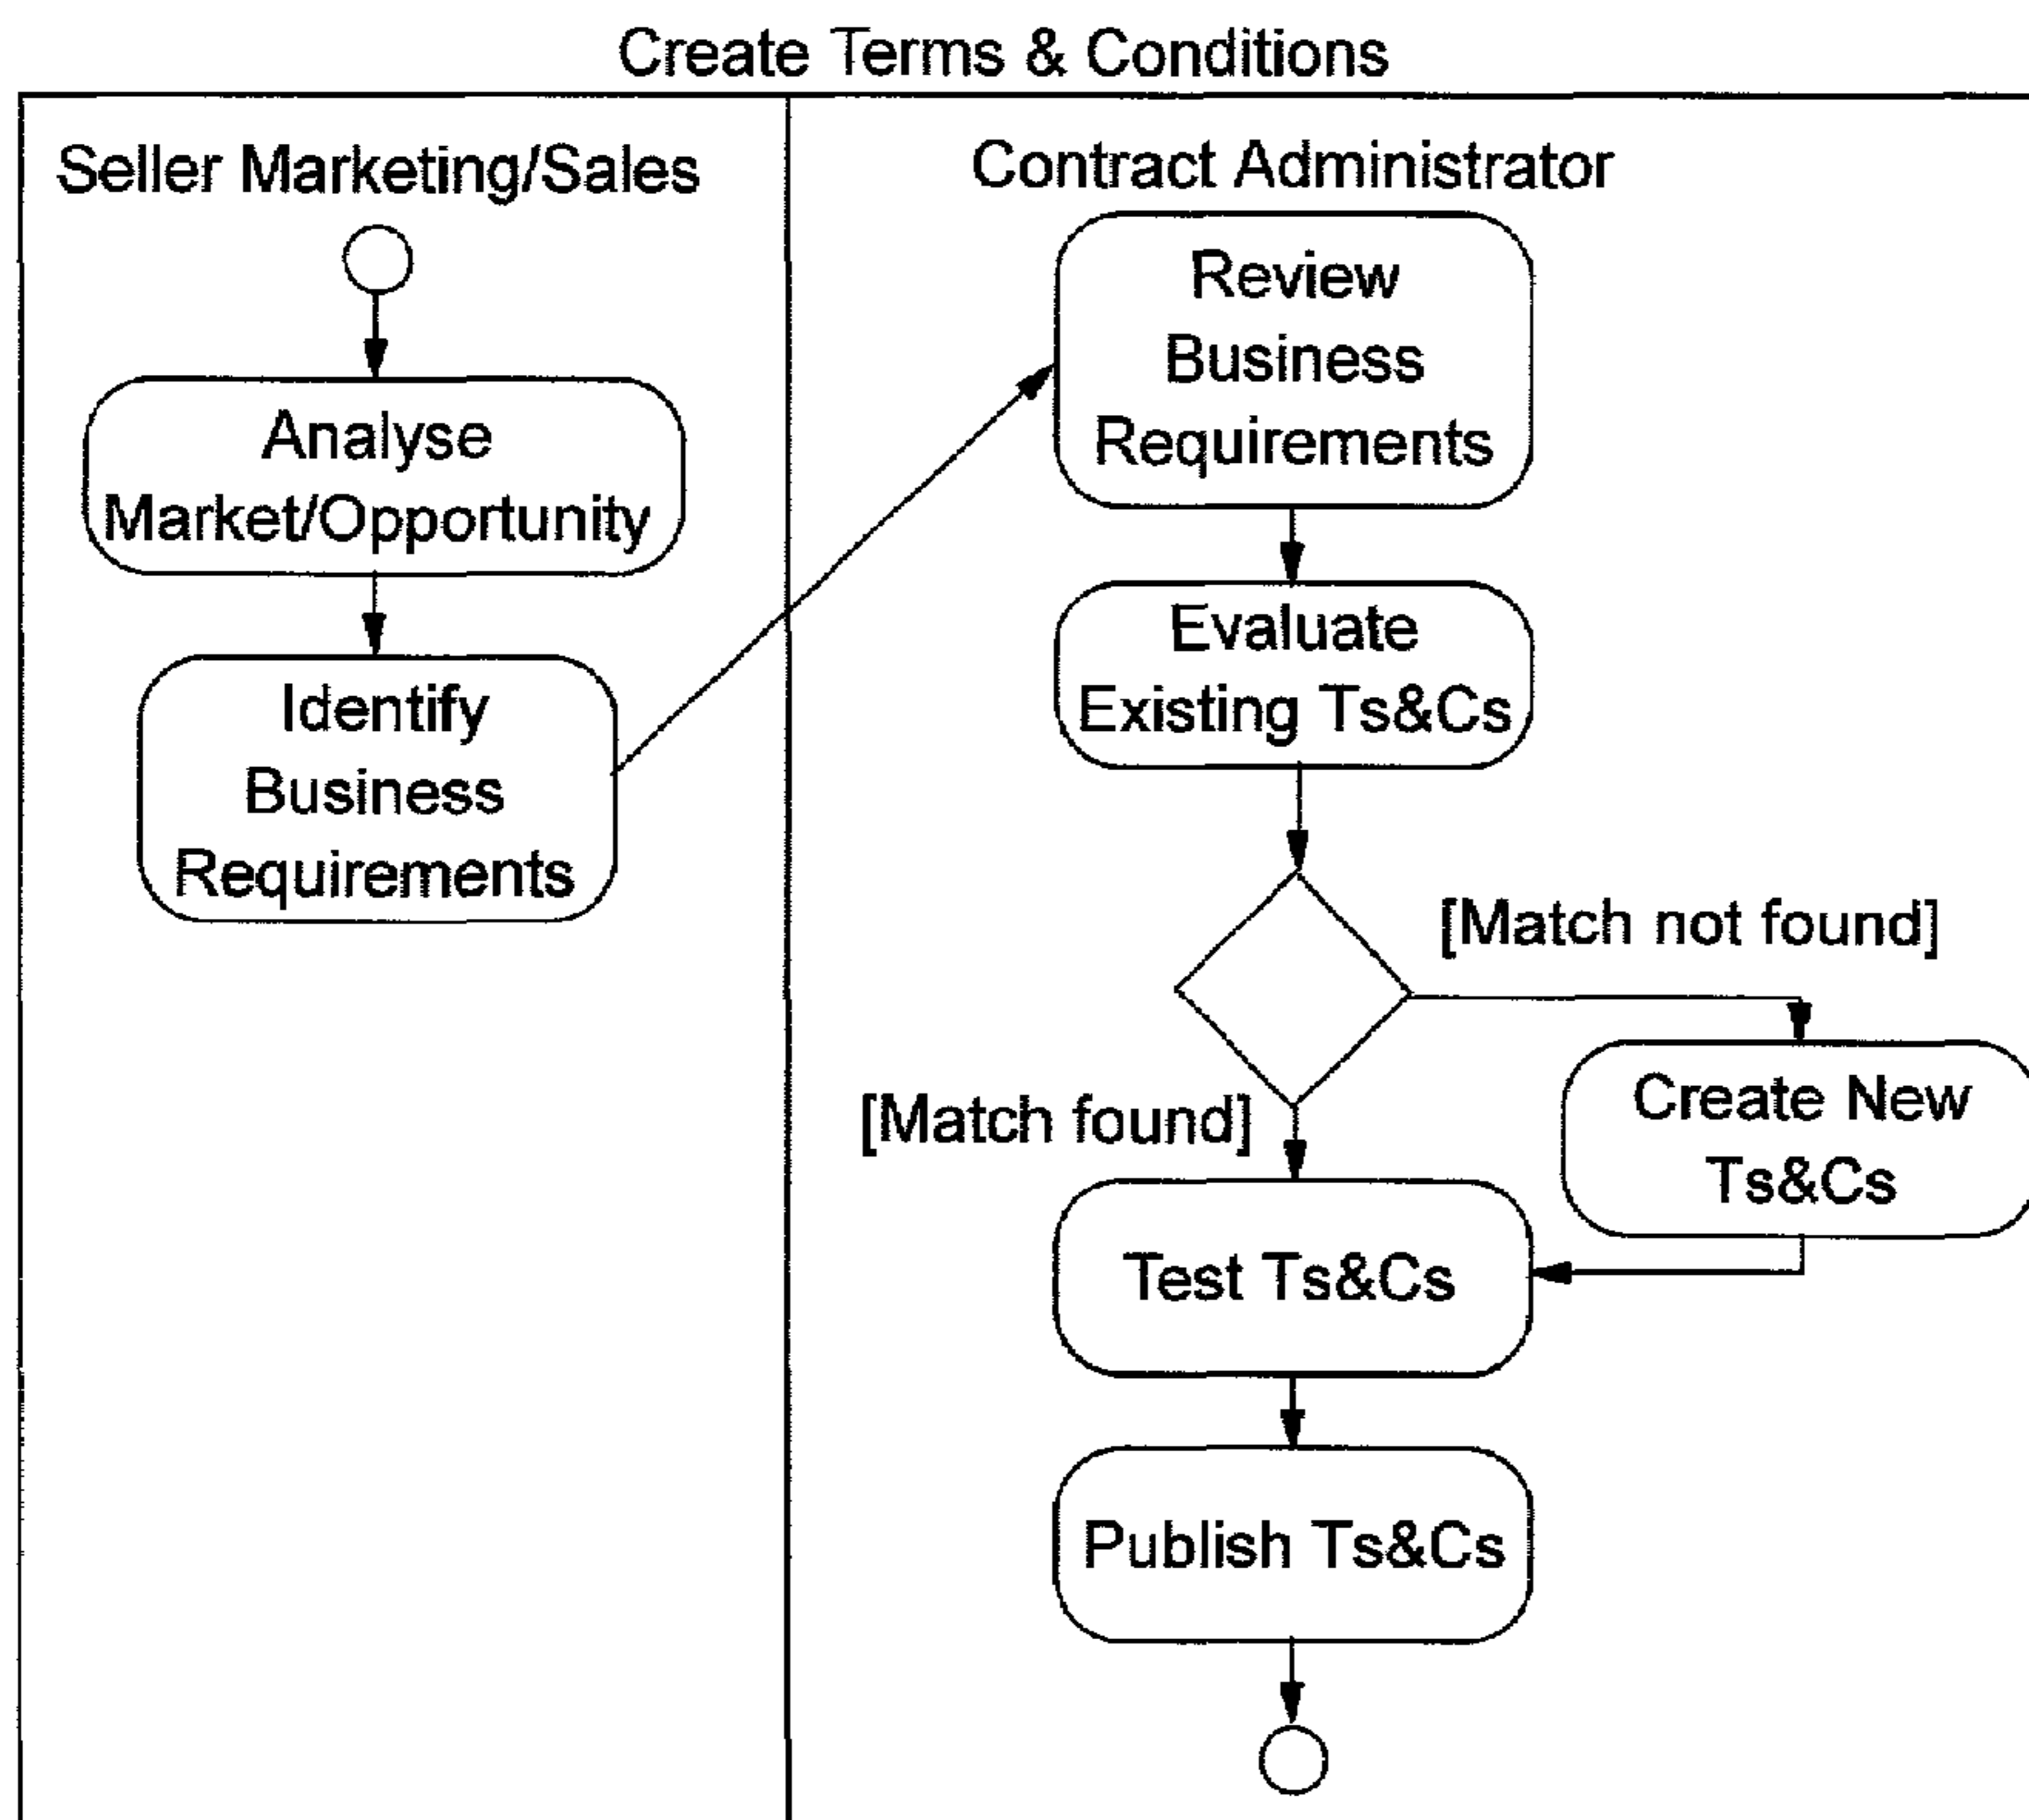 Create Terms & Conditions
Seller Marketing/Sales
Analyse
Market/Opportunity
Identify
Business
Requirements
Contract Administrator
Review
Business
Requirements
Evaluate
Existing Ts&Cs
[Match not found]
[Match found]
Create New
Ts&Cs
Test Ts&Cs
Publish Ts&Cs